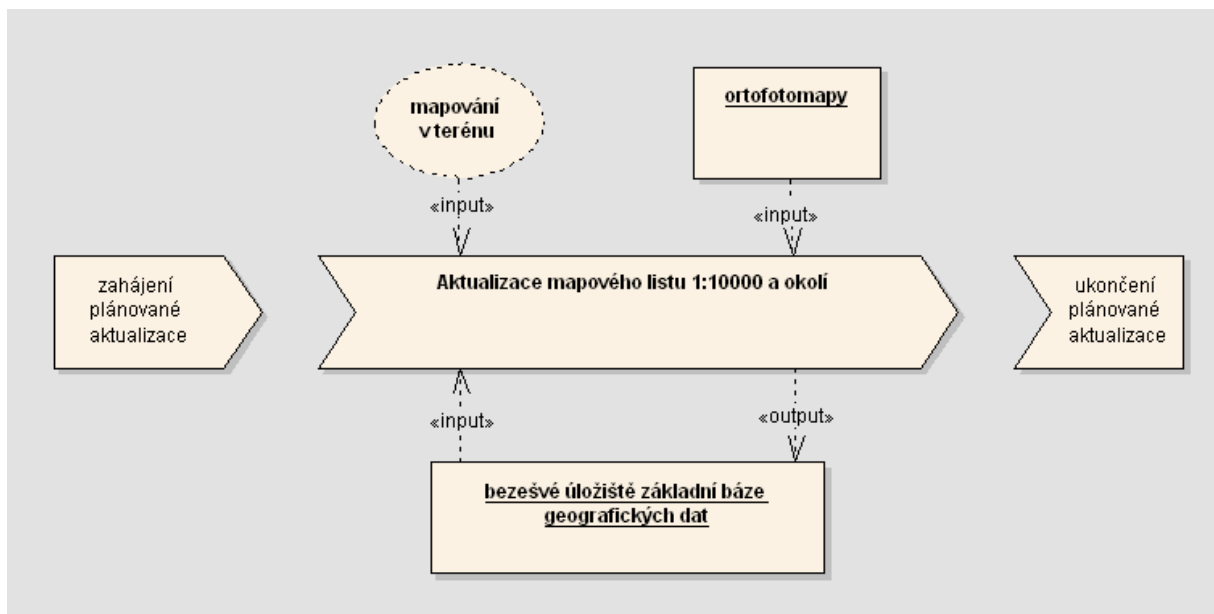 mapování
v terénu
ortofotomapy
«input»
«input»
zahájení
plánované
aktualizace
Aktualizace mapového listu 1:10000 a okolí
ukončení
plánované
aktualizace
«input»
«output»
bezešvé úložiště základní báze
geografických dat